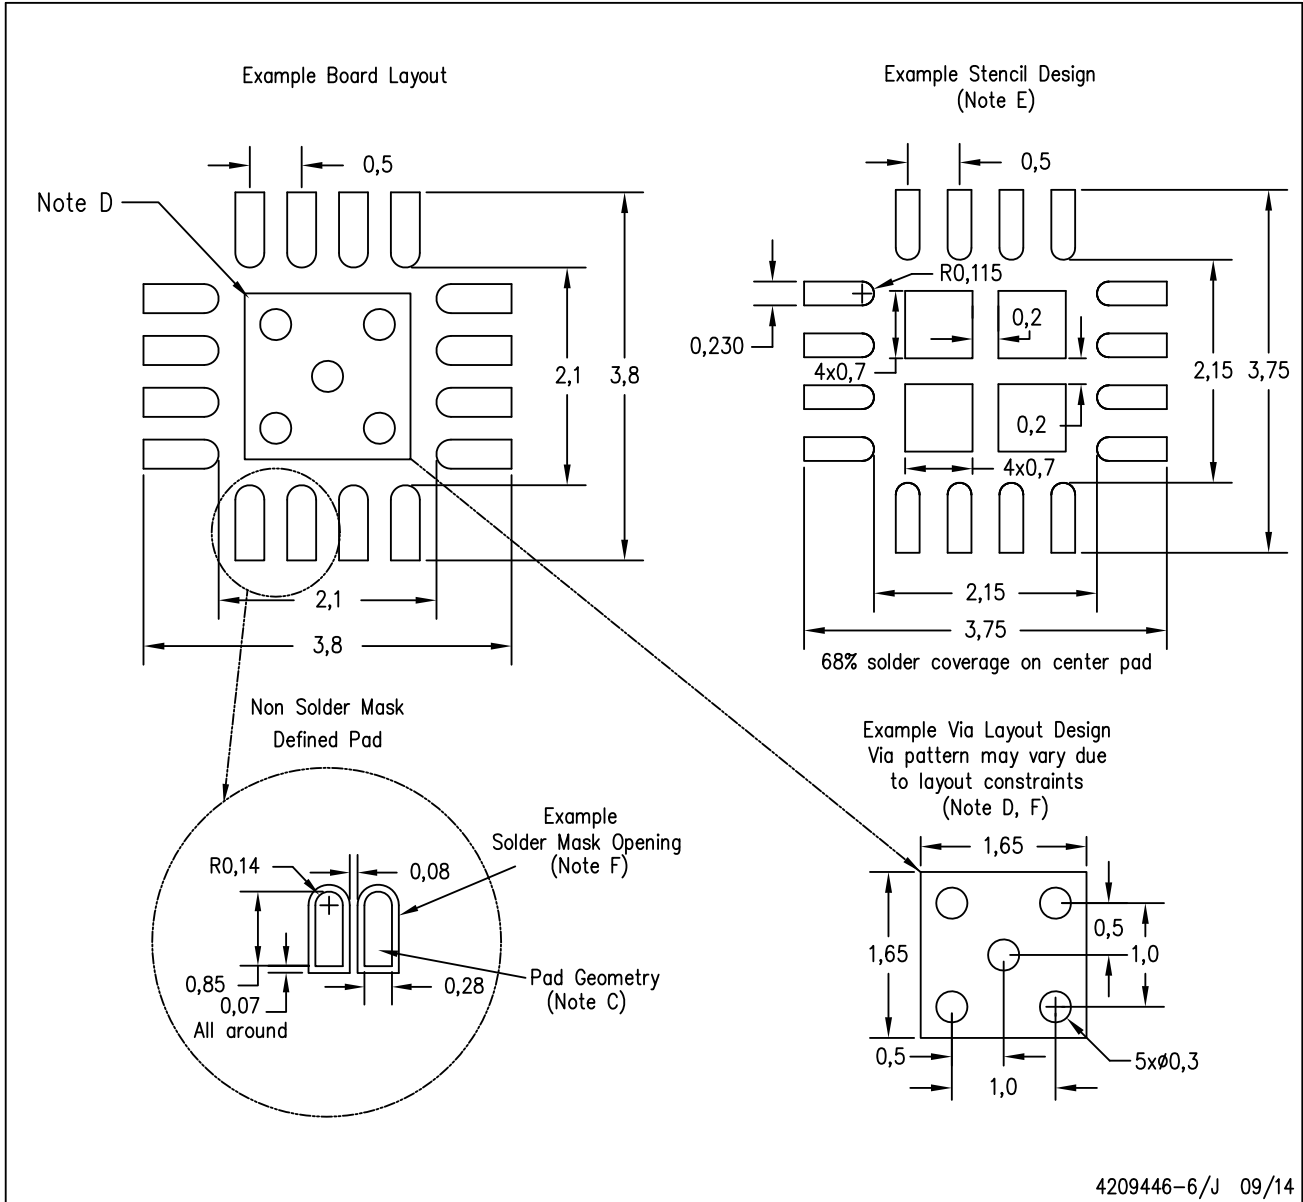 Example Board Layout
0,5
Note D
2,1
3,8
2,1
3,8
Example Stencil Design
(Note E)
0,5
R0,115
0,230
0,2
4x0,7
0,2
4x0,7
2,15
3,75
2,15
3,75
68% solder coverage on center pad
Non Solder Mask
Defined Pad
Example
Solder Mask Opening
(Note F)
R0,14
0,08
0,85
0,07
All around
0,28
Pad Geometry
(Note C)
Example Via Layout Design
Via pattern may vary due
to layout constraints
(Note D, F)
1,65
1,65
0,5
1,0
0,5
1,0
5xø0,3
4209446-6/J 09/14